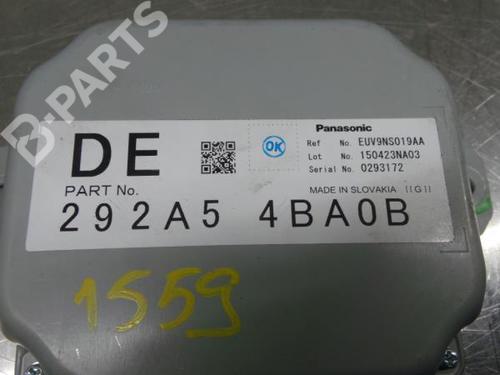 B-PARTS
DE
OK
Panasonic
Ref No. EUV9NS019AA
Lot No. 150423NA03
Serial No. 0293172
PART No.
MADE IN SLOVAKIA IIGII
292A5 4BA0B
1559